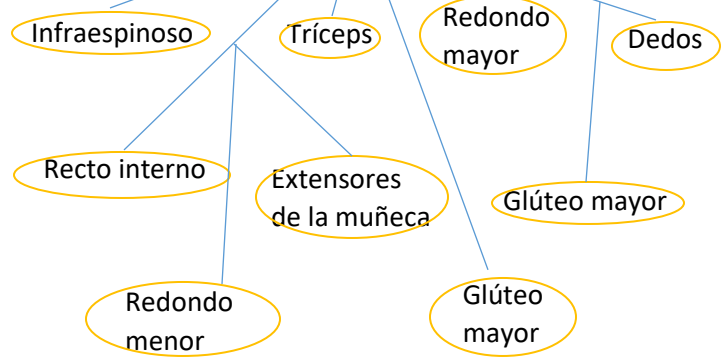 Infraespinoso
Tríceps
Redondo
mayor
Dedos
Recto interno
Extensores
de la muñeca
Glúteo mayor
Redondo
menor
Glúteo
mayor